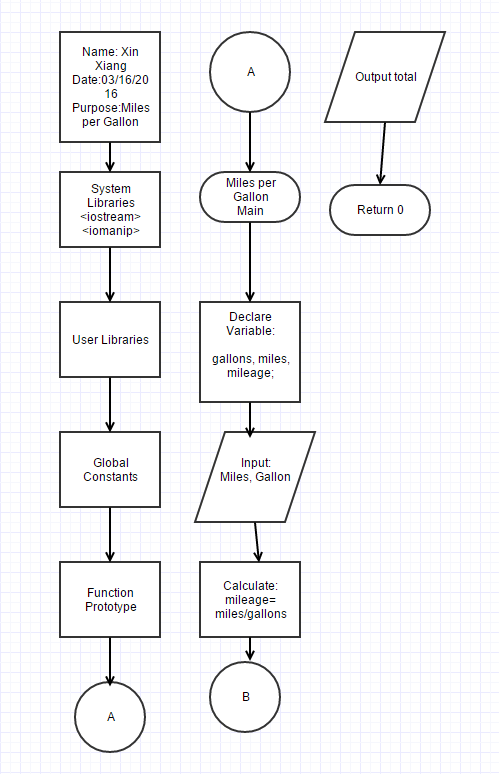 Name: Xin
Xiang
Date:03/16/20
16
Purpose:Miles
per Gallon
System
Libraries
<iostream>
<iomanip>
User Libraries
Global
Constants
Function
Prototype
A
A
Miles per
Gallon
Main
Declare
Variable:
gallons, miles,
mileage;
Input:
Miles, Gallon
Calculate:
mileage=
miles/gallons
B
Output total
Return 0